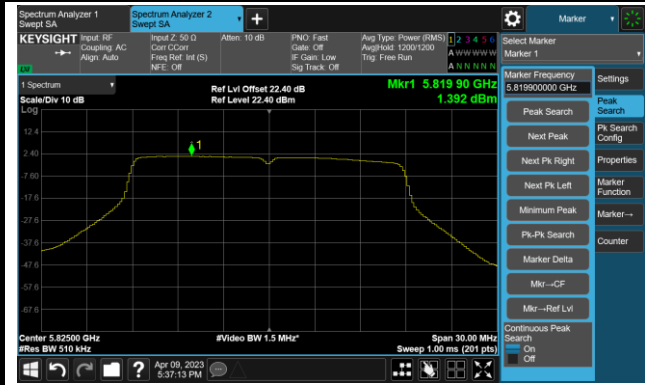 Spectrum Analyzer 1
Swept SA
Spectrum Analyzer 2
Swept SA
+
Marker
KEYSIGHT
Input: RF
Coupling: AC
Align: Auto
Input Z: 50 Ω
Corr CCorr
Freq Ref: Int (S)
NFE: Off
Atten: 10 dB
PNO: Fast
Gate: Off
IF Gain: Low
Sig Track: Off
Avg Type: Power (RMS)
Avg|Hold: 1200/1200
Trig: Free Run
1 2 3 4 5 6
A W W W W W
A N N N N N
Select Marker
Marker 1
1 Spectrum
Scale/Div 10 dB
Log
Ref Lvl Offset 22.40 dB
Ref Level 22.40 dBm
Mkr1 5.819 90 GHz
1.392 dBm
1
12.4
2.40
-7.60
-17.6
-27.6
-37.6
-47.6
-57.6
-67.6
Center 5.82500 GHz
#Res BW 510 kHz
#Video BW 1.5 MHz*
Span 30.00 MHz
Sweep 1.00 ms (201 pts)
Marker Frequency
5.819900000 GHz
Peak Search
Next Peak
Next Pk Right
Next Pk Left
Minimum Peak
Pk-Pk Search
Marker Delta
Mkr→CF
Mkr→Ref Lvl
Continuous Peak
Search
On
Off
Settings
Peak
Search
Pk Search
Config
Properties
Marker
Function
Marker→
Counter
?
Apr 09, 2023
5:37:13 PM